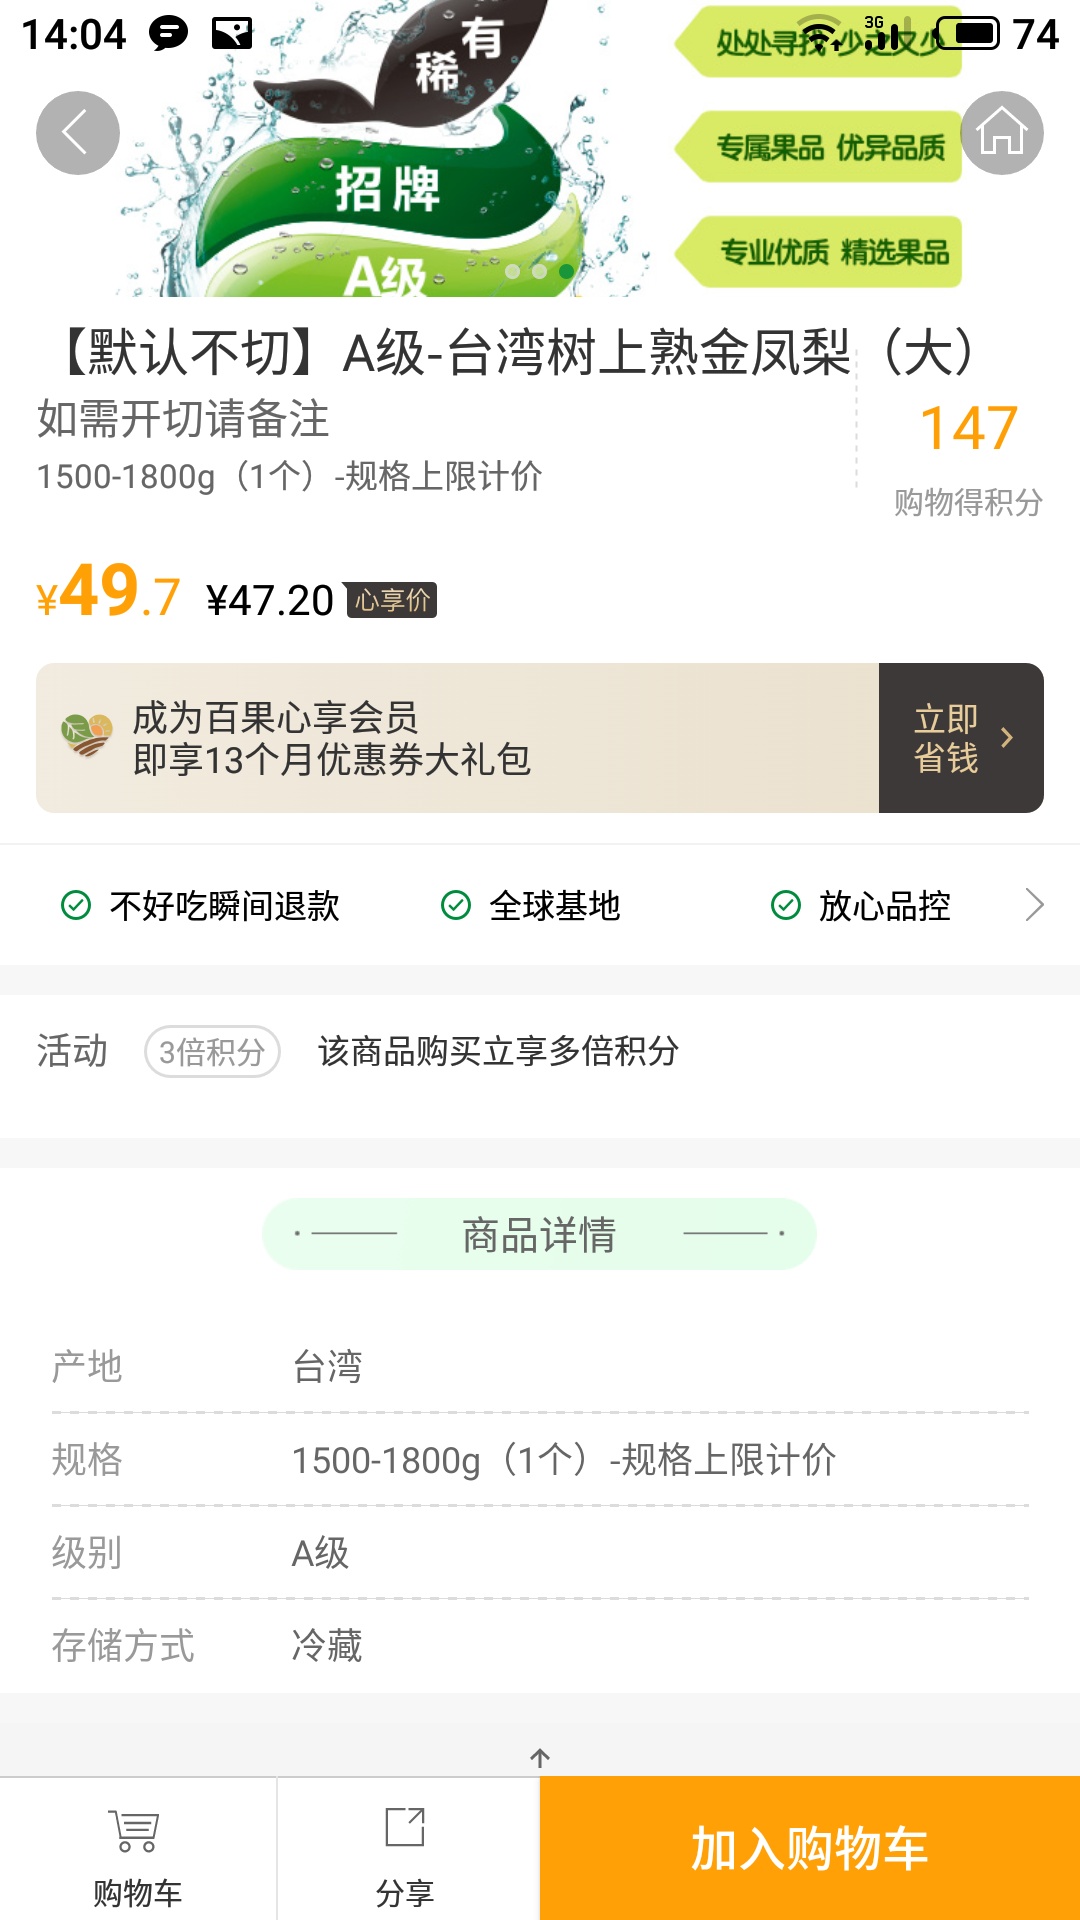 14:04
3G
74
稀有
招牌
A级
处处寻找 少之又少
专属果品 优异品质
专业优质 精选果品
【默认不切】A级-台湾树上熟金凤梨（大）
如需开切请备注
1500-1800g（1个）-规格上限计价
147
购物得积分
¥49.7 ¥47.20 心享价
成为百果心享会员
即享13个月优惠券大礼包
立即
省钱
不好吃瞬间退款 全球基地 放心品控
活动 3倍积分 该商品购买立享多倍积分
商品详情
产地 台湾
规格 1500-1800g（1个）-规格上限计价
级别 A级
存储方式 冷藏
购物车 分享 加入购物车